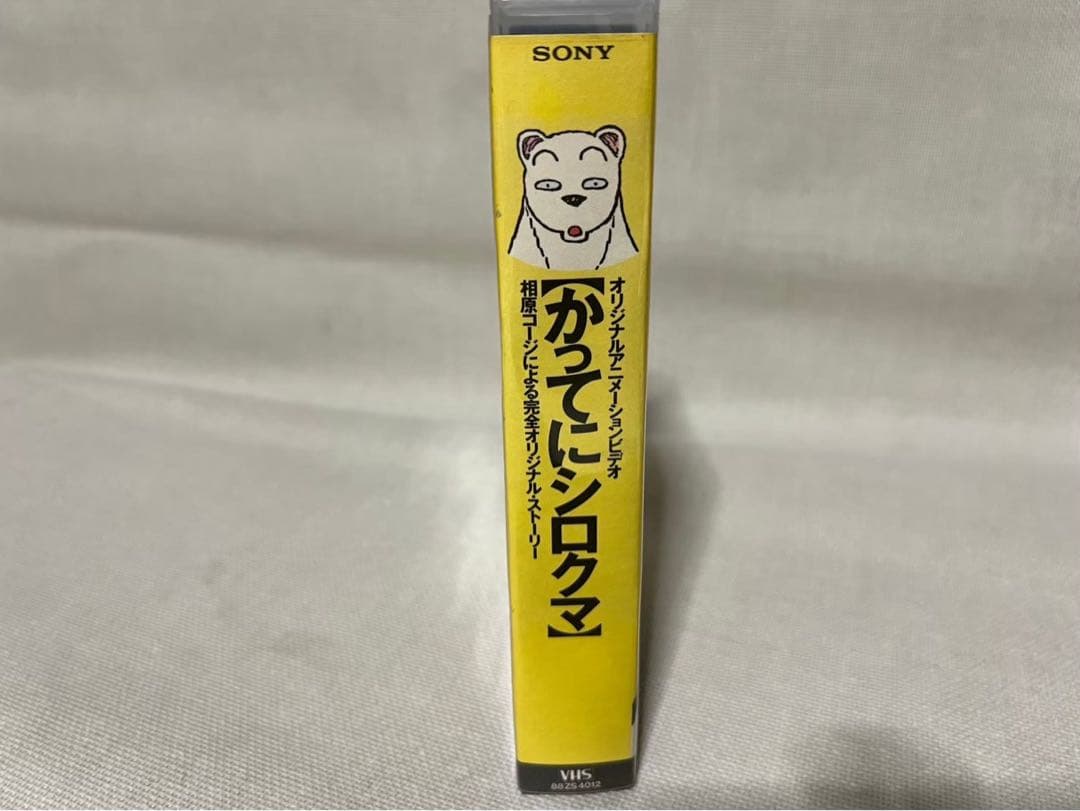 SONY
オリジナルアニメーションビデオ
【かってにシロクマ】
相原コージによる完全オリジナル・ストーリー
VHS
88ZS 4012